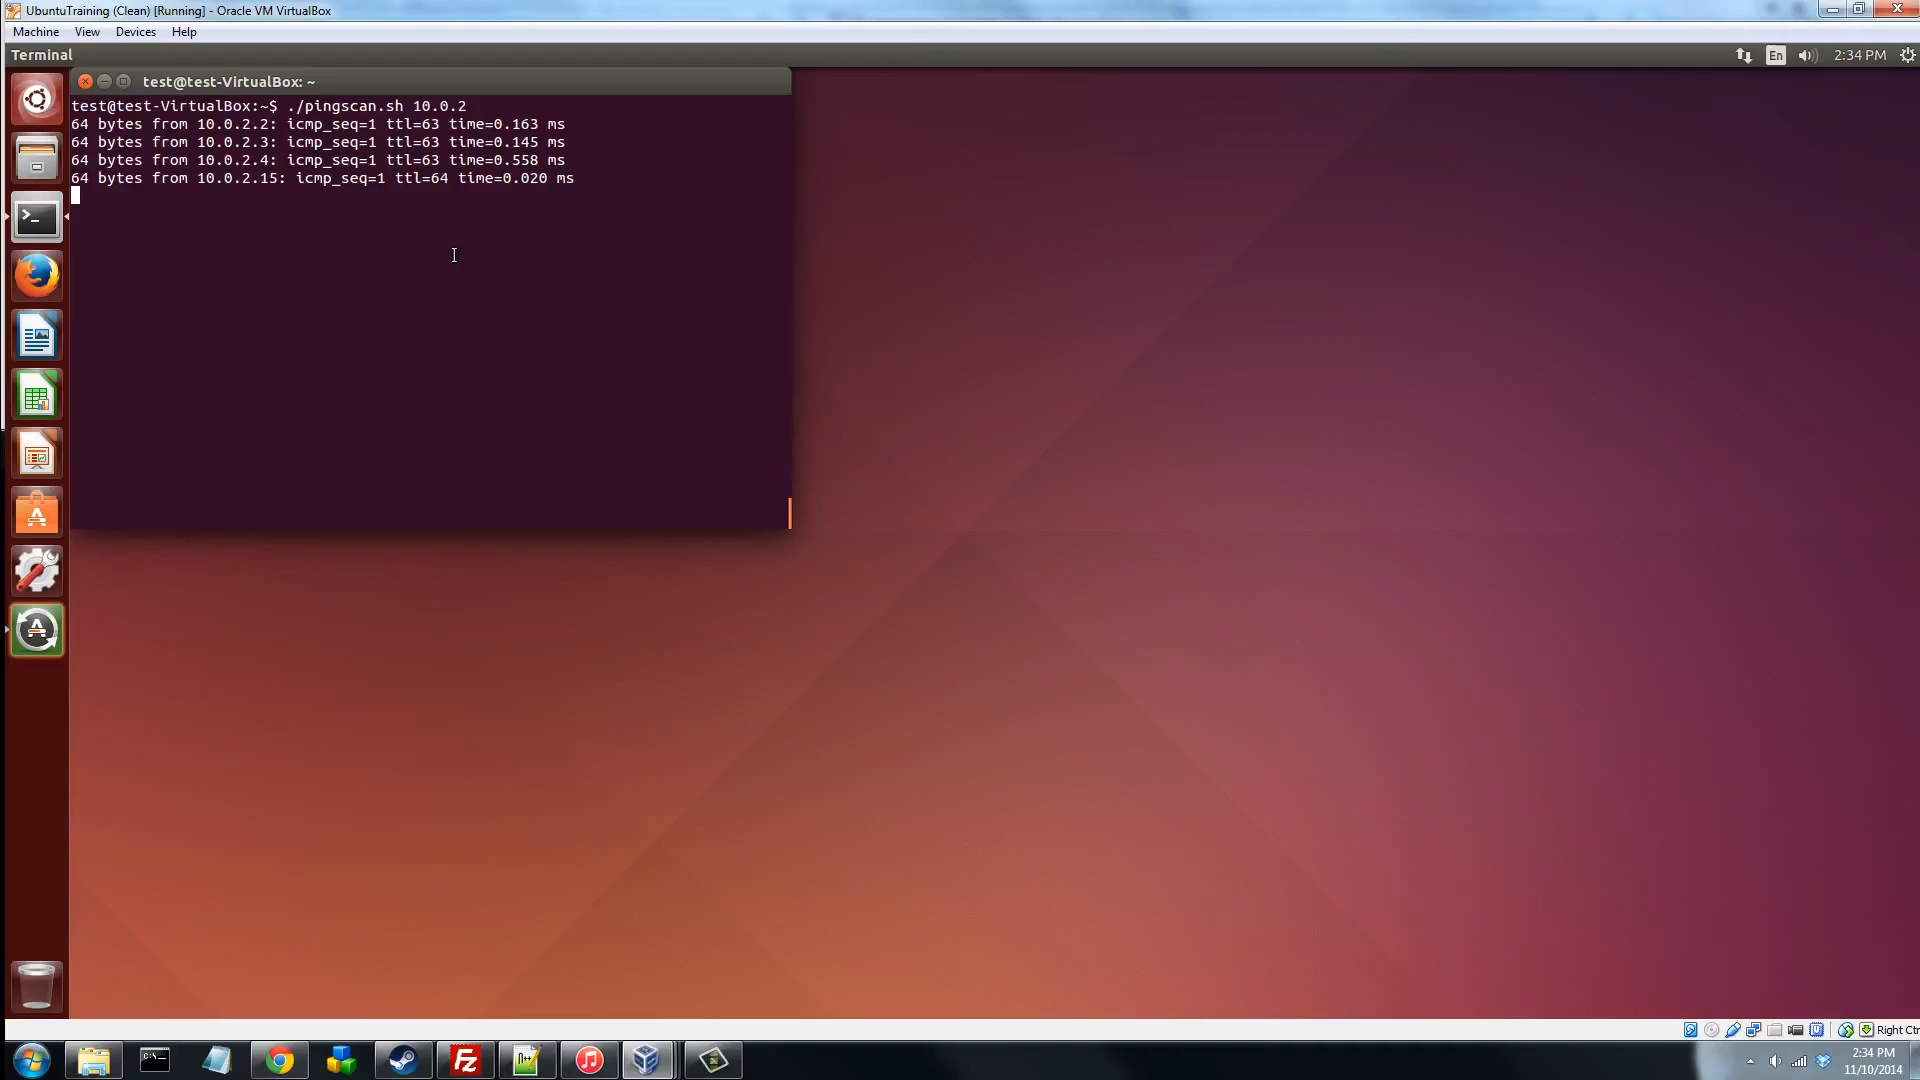 UbuntuTraining (Clean) [Running] - Oracle VM VirtualBox
Machine View Devices Help
Terminal
En
2:34 PM
test@test-VirtualBox: ~
test@test-VirtualBox:~$ ./pingscan.sh 10.0.2
64 bytes from 10.0.2.2: icmp_seq=1 ttl=63 time=0.163 ms
64 bytes from 10.0.2.3: icmp_seq=1 ttl=63 time=0.145 ms
64 bytes from 10.0.2.4: icmp_seq=1 ttl=63 time=0.558 ms
64 bytes from 10.0.2.15: icmp_seq=1 ttl=64 time=0.020 ms
Right Ctr
2:34 PM
11/10/2014